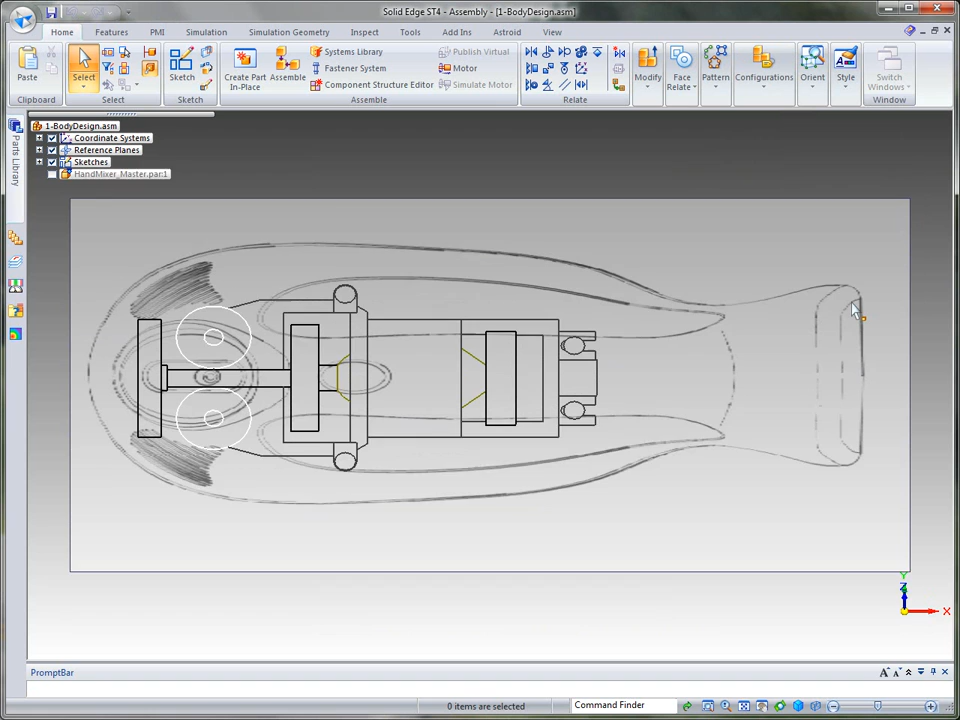 Solid Edge ST4 - Assembly - [1-BodyDesign.asm]
Home Features PMI Simulation Simulation Geometry Inspect Tools Add Ins Astroid View
Paste
Select
Sketch
Create Part In-Place
Assemble
Systems Library
Fastener System
Component Structure Editor
Publish Virtual
Motor
Simulate Motor
Modify
Face Relate
Pattern
Configurations
Orient
Style
Switch Windows
Clipboard Select Sketch Assemble Relate Window
Parts Library
1-BodyDesign.asm
Coordinate Systems
Reference Planes
Sketches
HandMixer_Master.par:1
Y
Z
X
PromptBar
0 items are selected
Command Finder